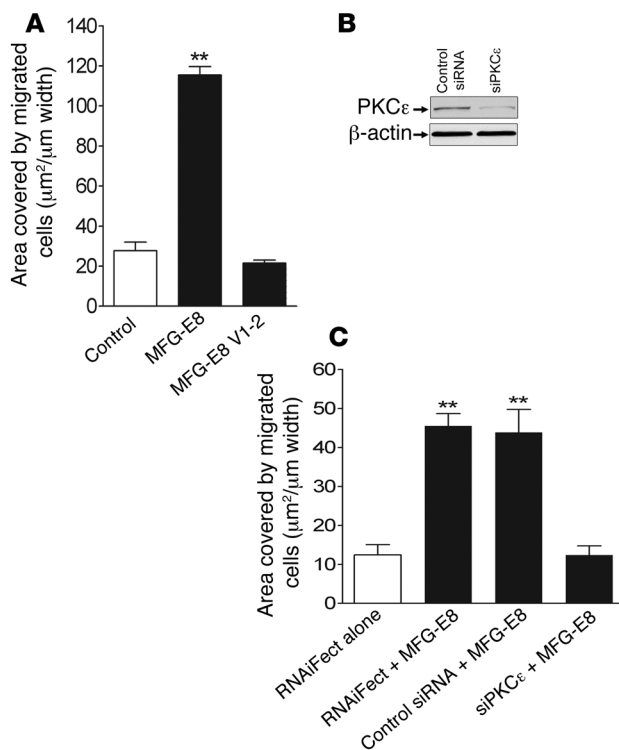 A
Area covered by migrated
cells (μm²/μm width)
140
120
100
80
60
40
20
0
**
Control
MFG-E8
MFG-E8 V1-2
B
Control
siRNA
siPKCε
PKCε
β-actin
C
Area covered by migrated
cells (μm²/μm width)
60
50
40
30
20
10
0
**
**
RNAiFect alone
RNAiFect + MFG-E8
Control siRNA + MFG-E8
siPKCε + MFG-E8